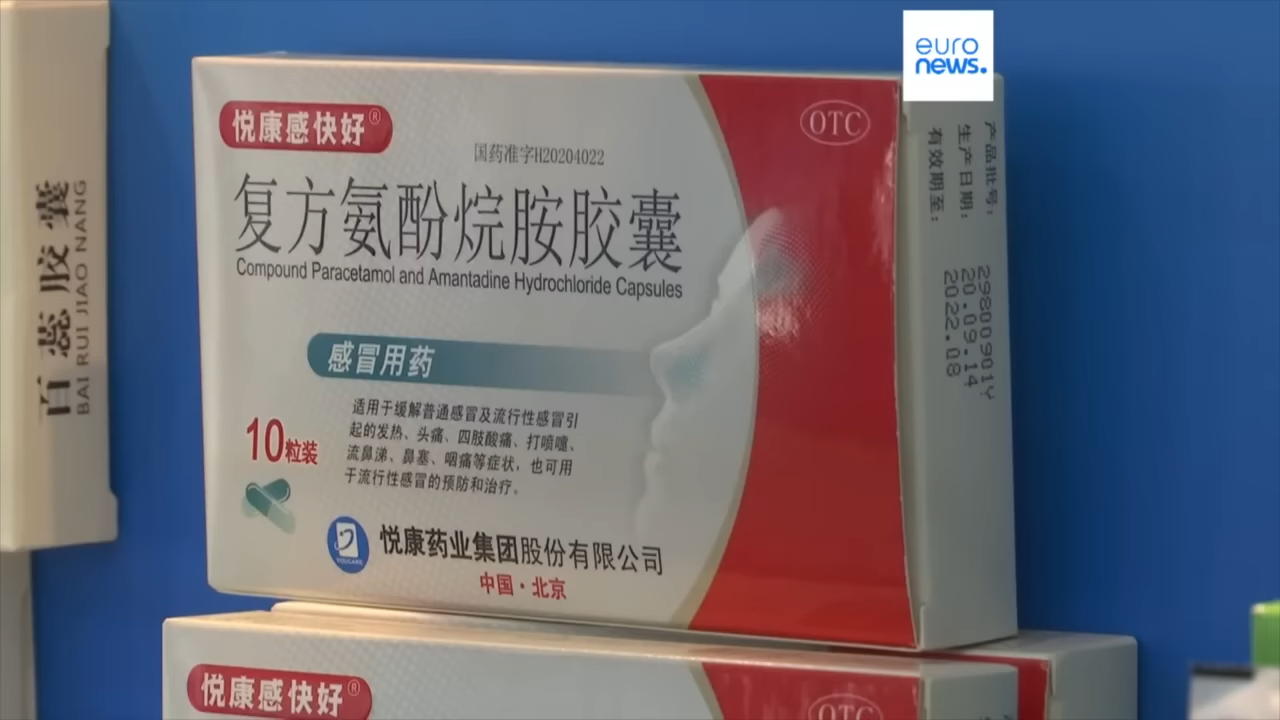 euro
news.
悦康感快好®
OTC
国药准字H20204022
复方氨酚烷胺胶囊
Compound Paracetamol and Amantadine Hydrochloride Capsules
感冒用药
10粒装
适用于缓解普通感冒及流行性感冒引
起的发热、头痛、四肢酸痛、打喷嚏、
流鼻涕、鼻塞、咽痛等症状，也可用
于流行性感冒的预防和治疗。
YOUCARE
悦康药业集团股份有限公司
中国·北京
产品批号: 29800901Y
生产日期: 20.09.14
有效期至: 2022.08
百蕊胶囊
BAI RUI JIAO NANG
悦康感快好®
OTC